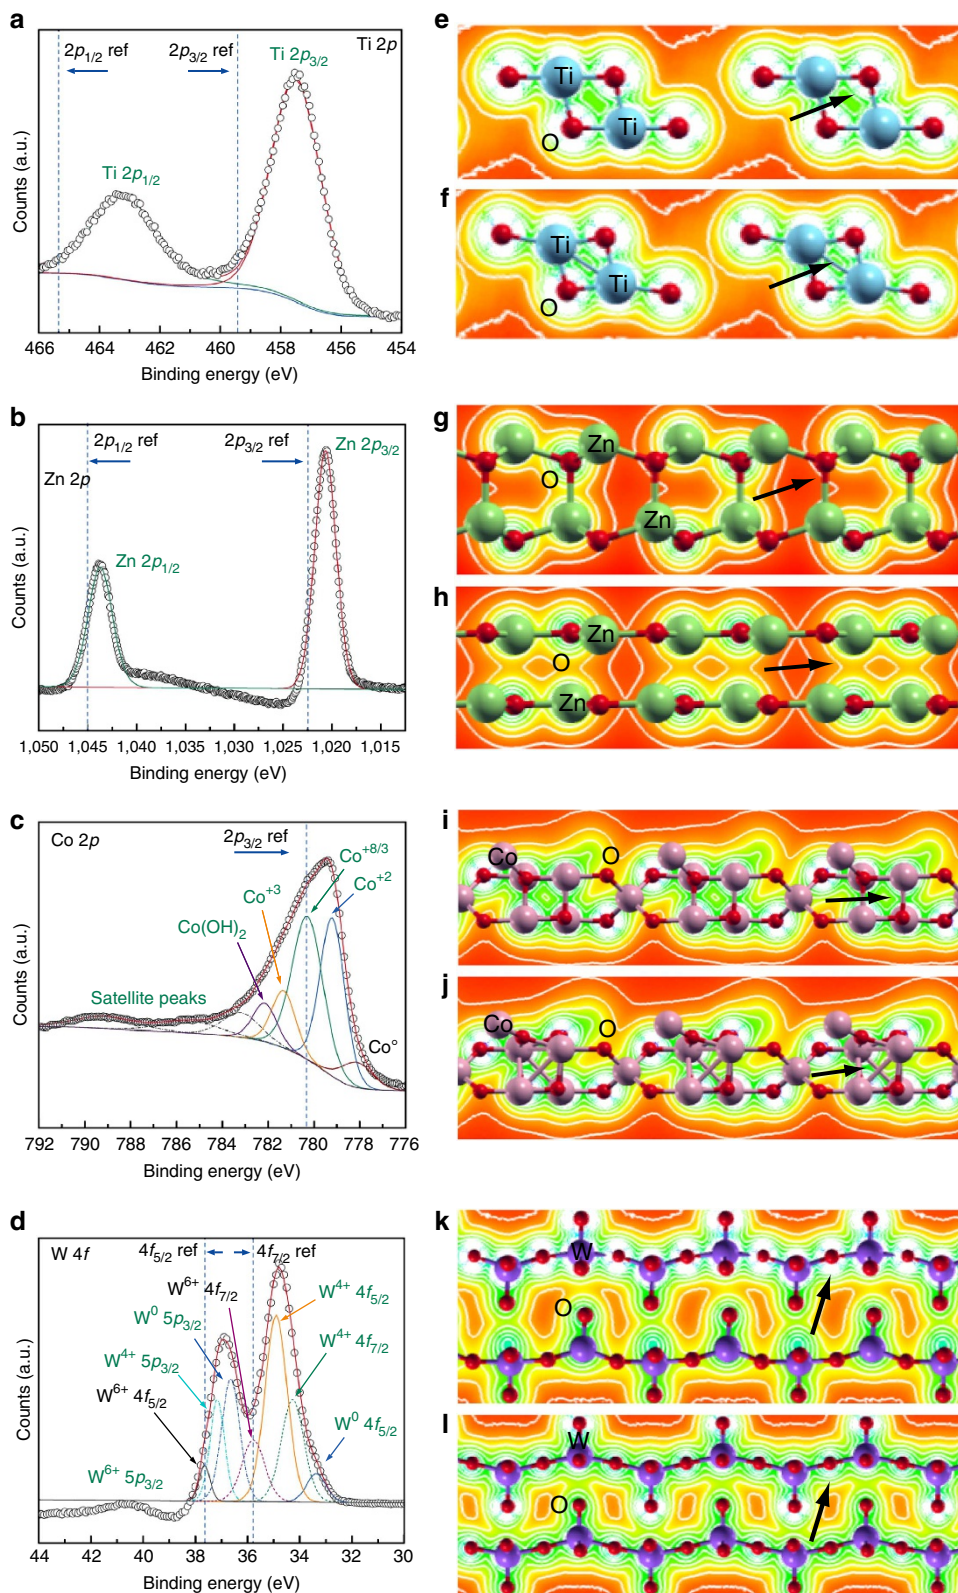 a
2p1/2 ref
2p3/2 ref
Ti 2p
Ti 2p3/2
Ti 2p1/2
Counts (a.u.)
466 464 462 460 458 456 454
Binding energy (eV)
b
2p1/2 ref
2p3/2 ref
Zn 2p3/2
Zn 2p
Zn 2p1/2
Counts (a.u.)
1,050 1,045 1,040 1,035 1,030 1,025 1,020 1,015
Binding energy (eV)
c
Co 2p
2p3/2 ref
Co+8/3
Co+3
Co+2
Co(OH)2
Satellite peaks
Co°
Counts (a.u.)
792 790 788 786 784 782 780 778 776
Binding energy (eV)
d
W 4f
4f5/2 ref
4f7/2 ref
W6+ 4f7/2
W4+ 4f5/2
W0 5p3/2
W4+ 4f7/2
W4+ 5p3/2
W6+ 4f5/2
W0 4f5/2
W6+ 5p3/2
Counts (a.u.)
44 42 40 38 36 34 32 30
Binding energy (eV)
e
Ti
Ti
O
f
Ti
Ti
O
g
Zn
O
Zn
h
Zn
O
Zn
i
Co
O
j
Co
O
k
W
O
l
W
O